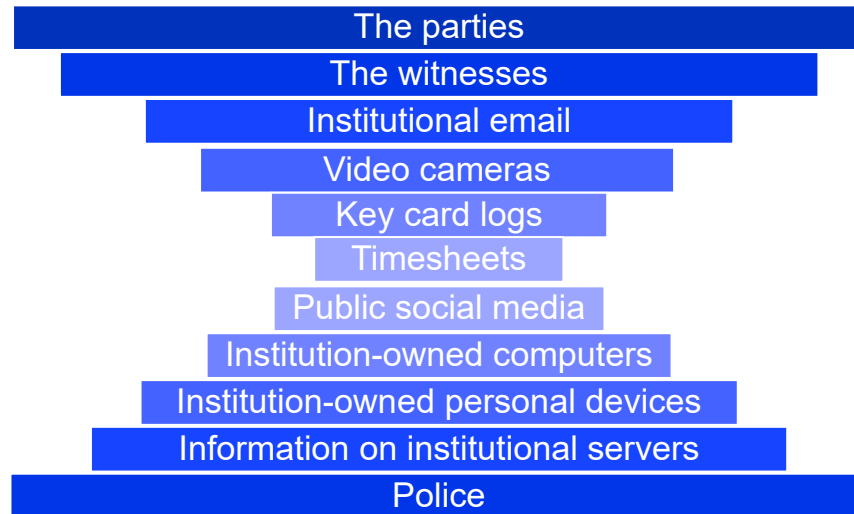 The parties
The witnesses
Institutional email
Video cameras
Key card logs
Timesheets
Public social media
Institution-owned computers
Institution-owned personal devices
Information on institutional servers
Police